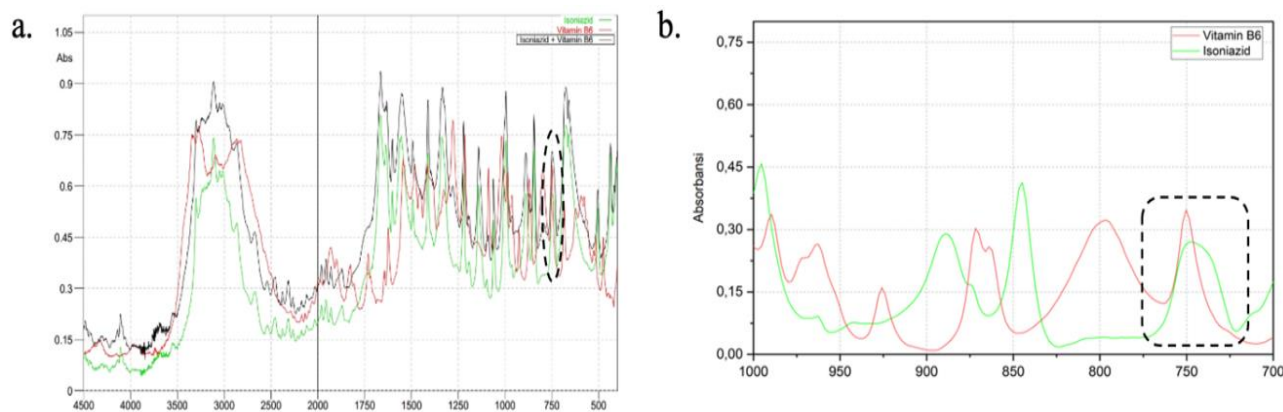 a.
Isoniazid
Vitamin B6
Isoniazid + Vitamin B6
1.05
Abs
0.9
0.75
0.6
0.45
0.3
0.15
0
4500 4000 3500 3000 2500 2000 1750 1500 1250 1000 750 500
b.
Vitamin B6
Isoniazid
Absorbansi
0,75
0,60
0,45
0,30
0,15
0,00
1000 950 900 850 800 750 700